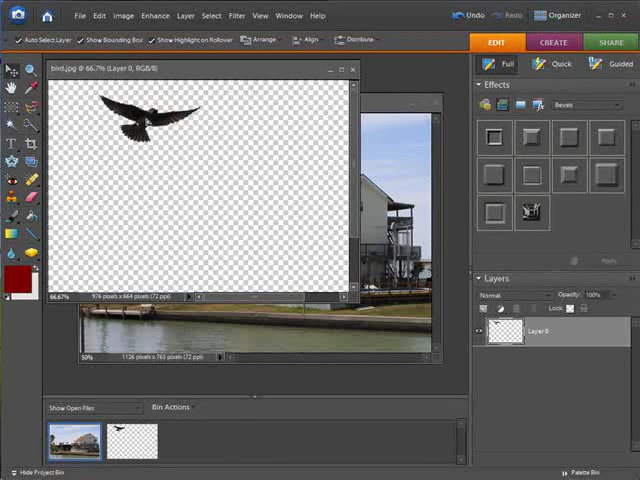 File Edit Image Enhance Layer Select Filter View Window Help Undo Redo Organizer
Auto Select Layer Show Bounding Box Show Highlight on Rollover Arrange Align Distribute EDIT CREATE SHARE
Full Quick Guided
bird.jpg @ 66.7% (Layer 0, RGB/8)
Effects
Bevels
Apply
Layers
Normal Opacity: 100%
Lock:
Layer 0
66.67% 976 pixels x 664 pixels (72 ppi)
50% 1126 pixels x 765 pixels (72 ppi)
Show Open Files Bin Actions
Hide Project Bin Palette Bin